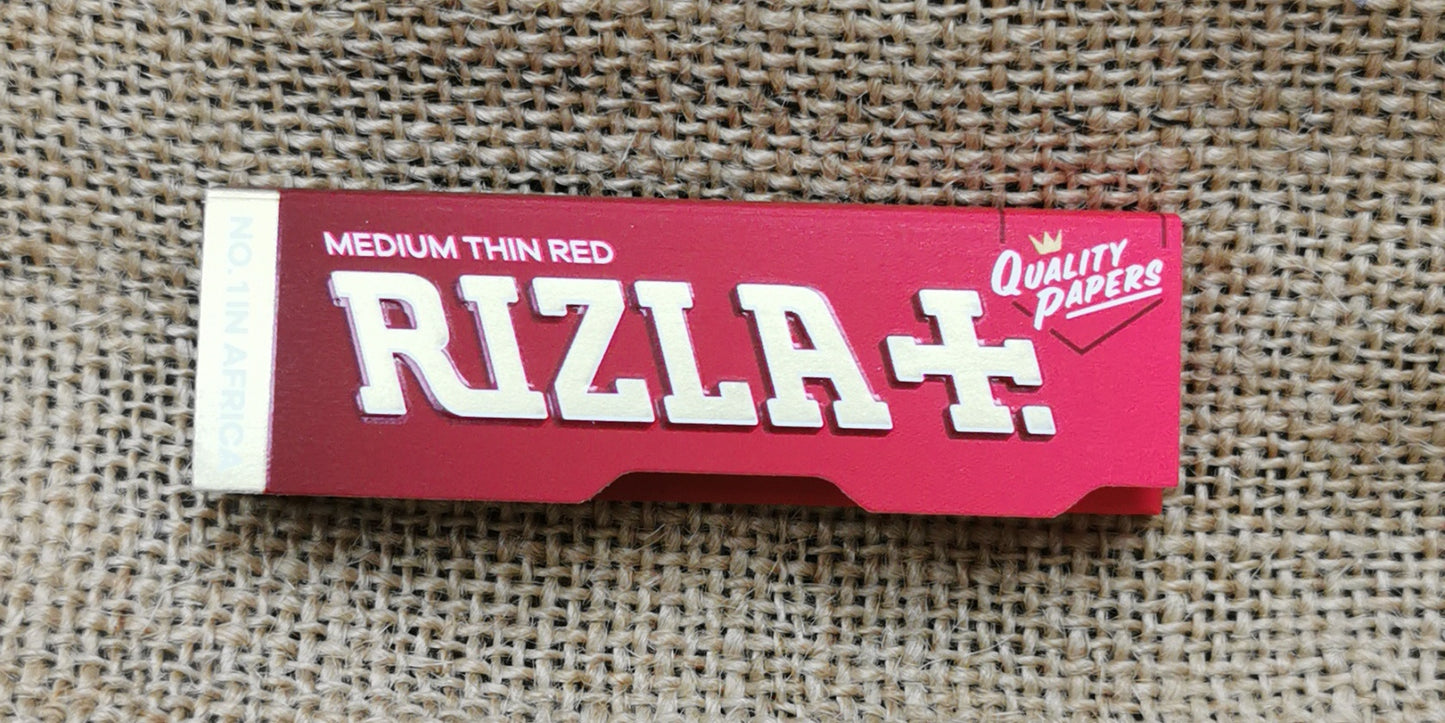 NO. 1 IN AFRICA
MEDIUM THIN RED
RIZLA+.
QUALITY
PAPERS